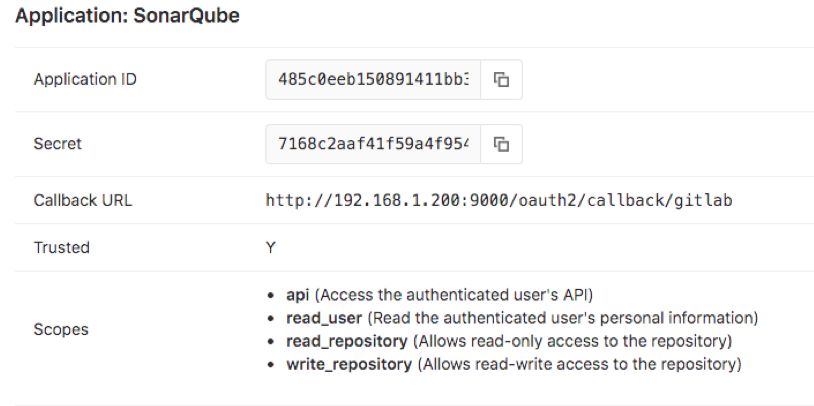 Application: SonarQube
Application ID 485c0eeb150891411bb
Secret 7168c2aaf41f59a4f954
Callback URL http://192.168.1.200:9000/oauth2/callback/gitlab
Trusted Y
Scopes
• api (Access the authenticated user's API)
• read_user (Read the authenticated user's personal information)
• read_repository (Allows read-only access to the repository)
• write_repository (Allows read-write access to the repository)